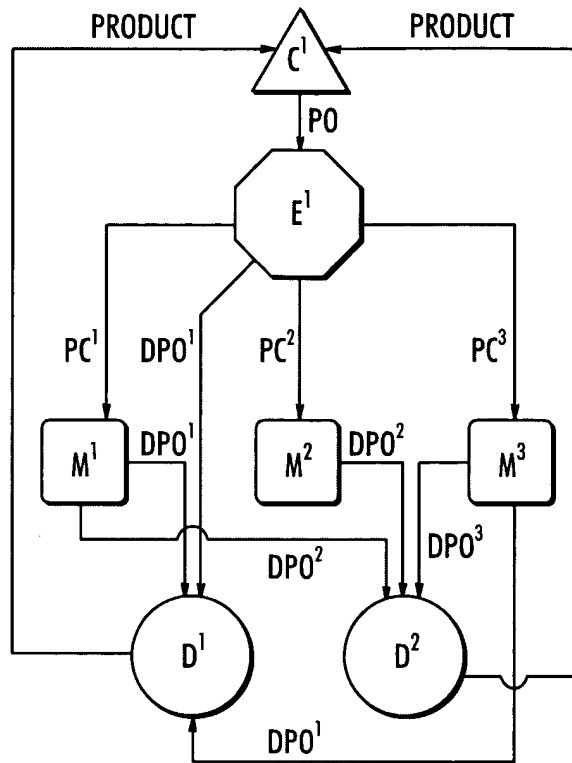 PRODUCT PRODUCT
C¹
PO
E¹
PC¹ DPO¹ PC² PC³
M¹ DPO¹ M² DPO² M³
DPO² DPO³
D¹ D²
DPO¹